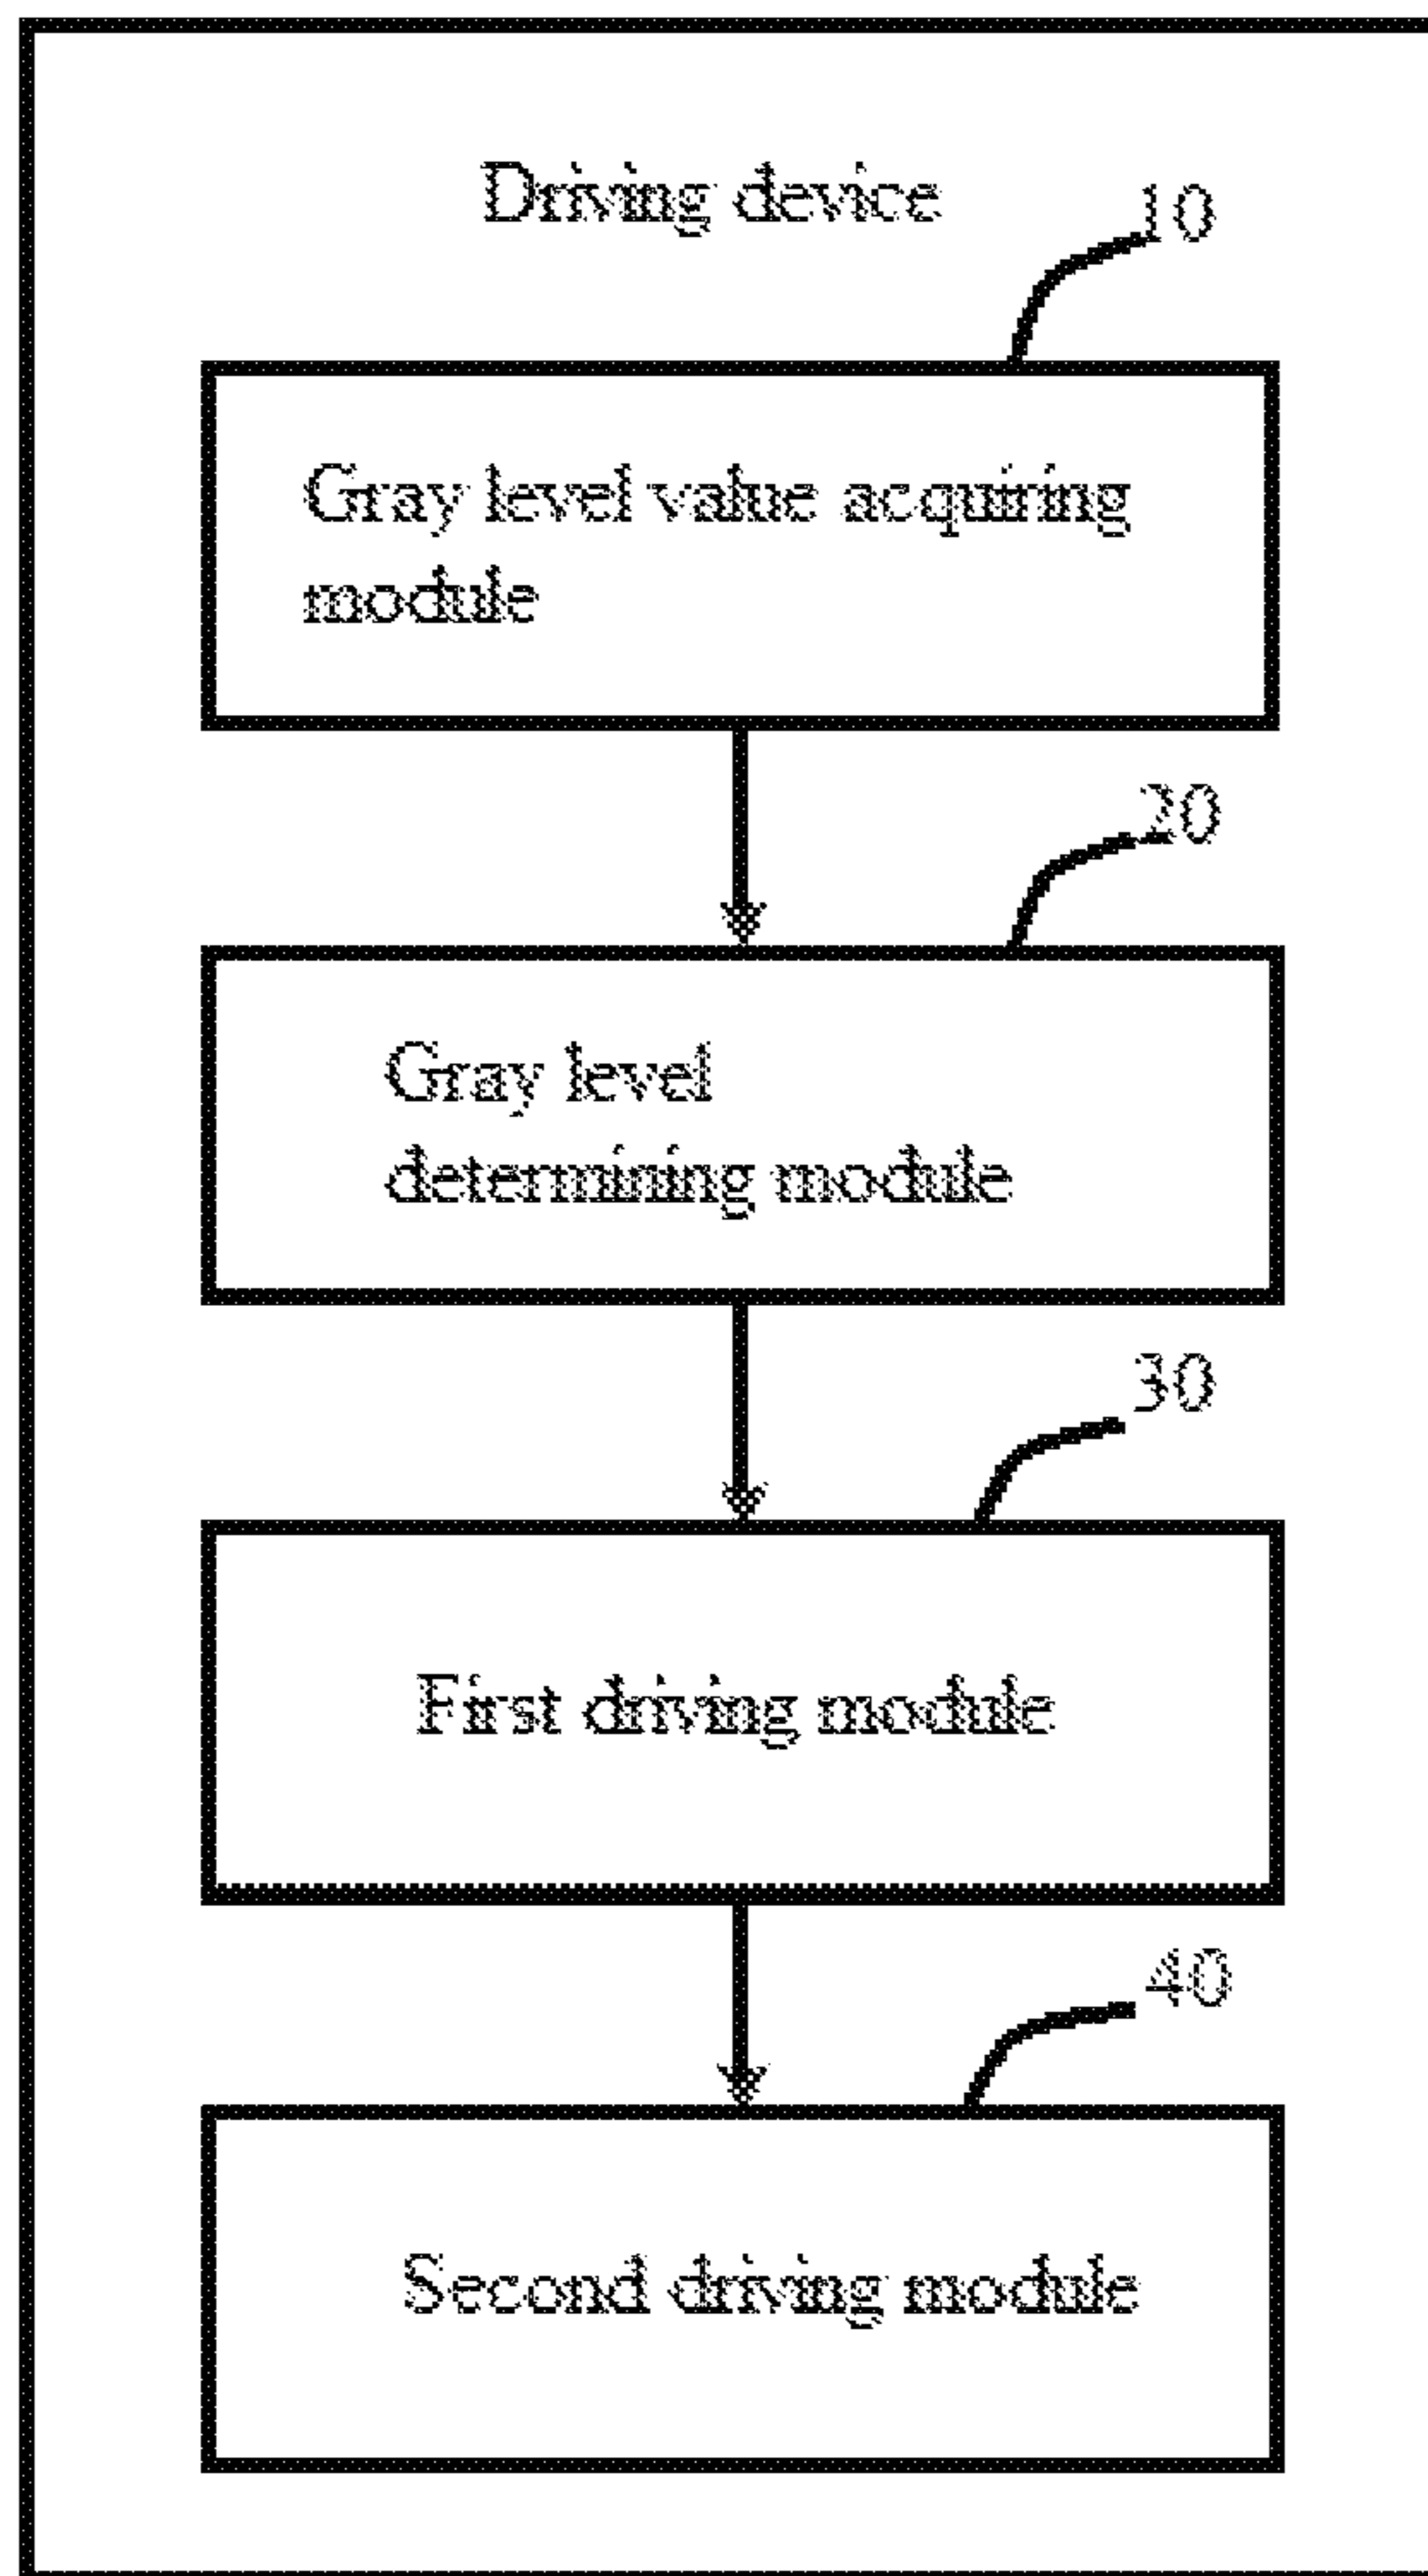 Driving device
10
Gray level value acquiring
module
20
Gray level
determining module
30
First driving module
40
Second driving module